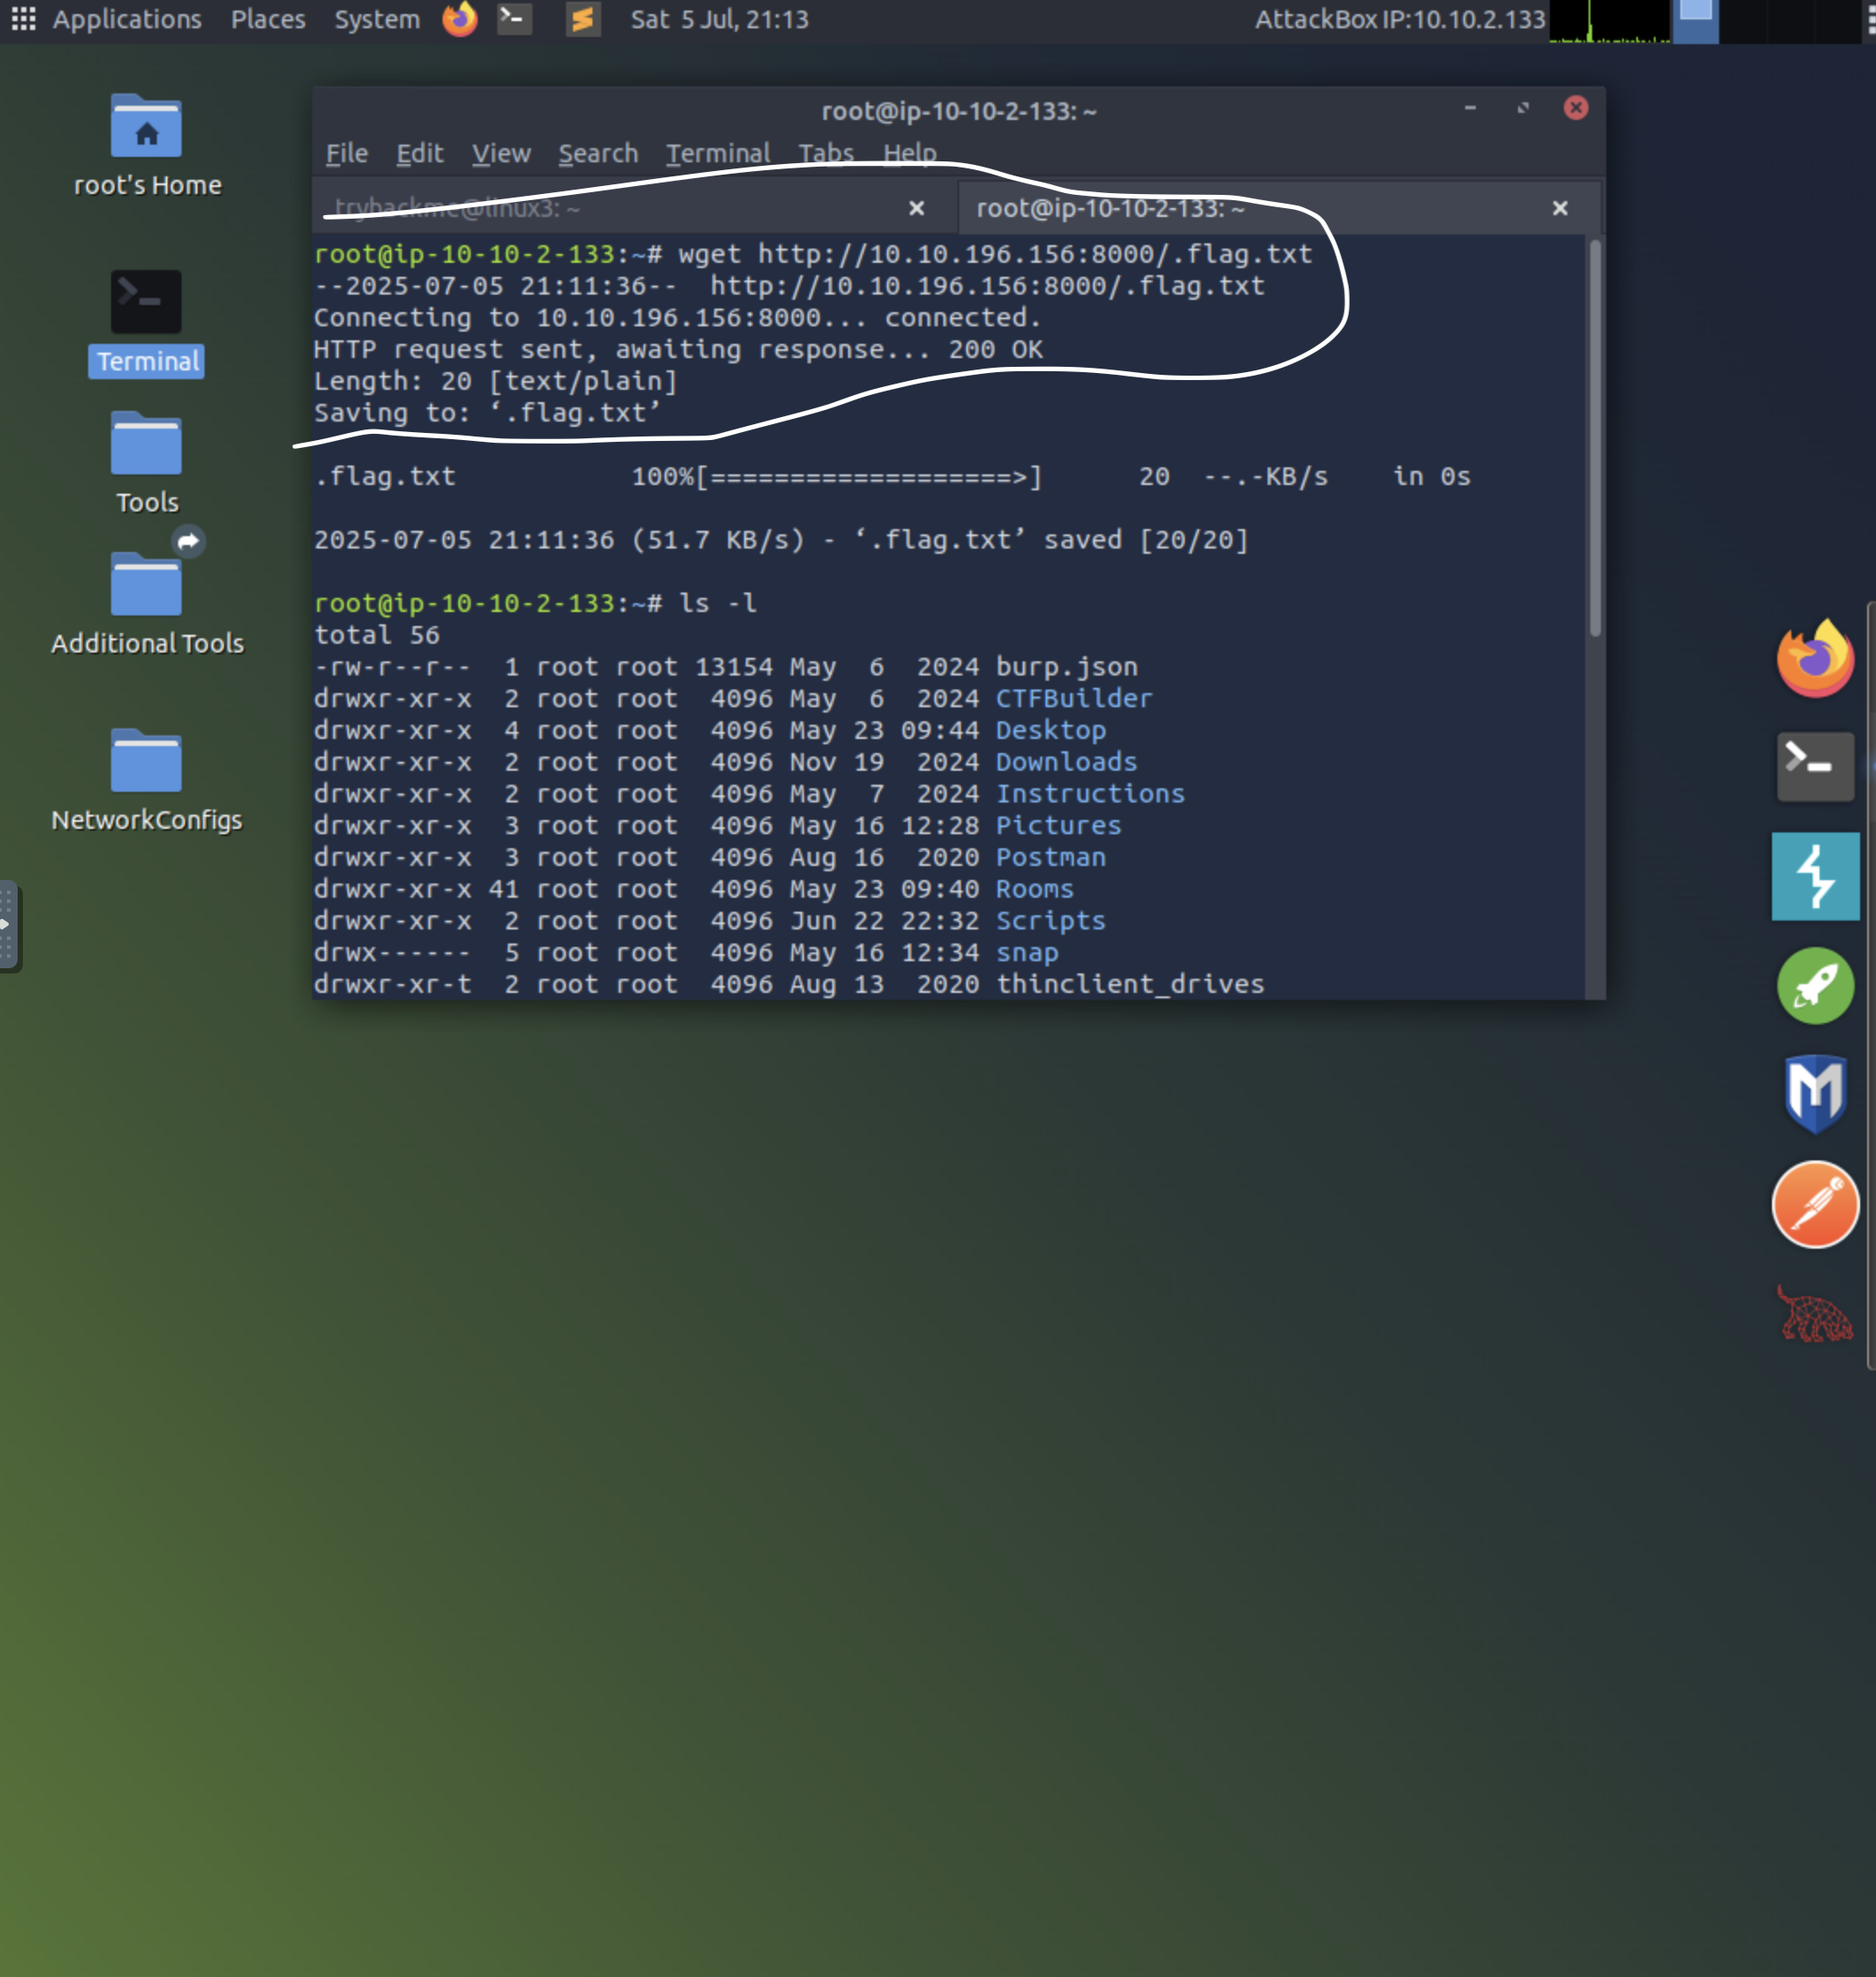 Applications Places System Sat 5 Jul, 21:13 AttackBox IP:10.10.2.133
root's Home
Terminal
Tools
Additional Tools
NetworkConfigs
root@ip-10-10-2-133: ~
File Edit View Search Terminal Tabs Help
tryhackme@linux3: ~ root@ip-10-10-2-133: ~
root@ip-10-10-2-133:~# wget http://10.10.196.156:8000/.flag.txt
--2025-07-05 21:11:36--  http://10.10.196.156:8000/.flag.txt
Connecting to 10.10.196.156:8000... connected.
HTTP request sent, awaiting response... 200 OK
Length: 20 [text/plain]
Saving to: ‘.flag.txt’
.flag.txt           100%[===================>]      20  --.-KB/s    in 0s
2025-07-05 21:11:36 (51.7 KB/s) - ‘.flag.txt’ saved [20/20]
root@ip-10-10-2-133:~# ls -l
total 56
-rw-r--r--  1 root root 13154 May  6  2024 burp.json
drwxr-xr-x  2 root root  4096 May  6  2024 CTFBuilder
drwxr-xr-x  4 root root  4096 May 23 09:44 Desktop
drwxr-xr-x  2 root root  4096 Nov 19  2024 Downloads
drwxr-xr-x  2 root root  4096 May  7  2024 Instructions
drwxr-xr-x  3 root root  4096 May 16 12:28 Pictures
drwxr-xr-x  3 root root  4096 Aug 16  2020 Postman
drwxr-xr-x 41 root root  4096 May 23 09:40 Rooms
drwxr-xr-x  2 root root  4096 Jun 22 22:32 Scripts
drwx------  5 root root  4096 May 16 12:34 snap
drwxr-xr-t  2 root root  4096 Aug 13  2020 thinclient_drives